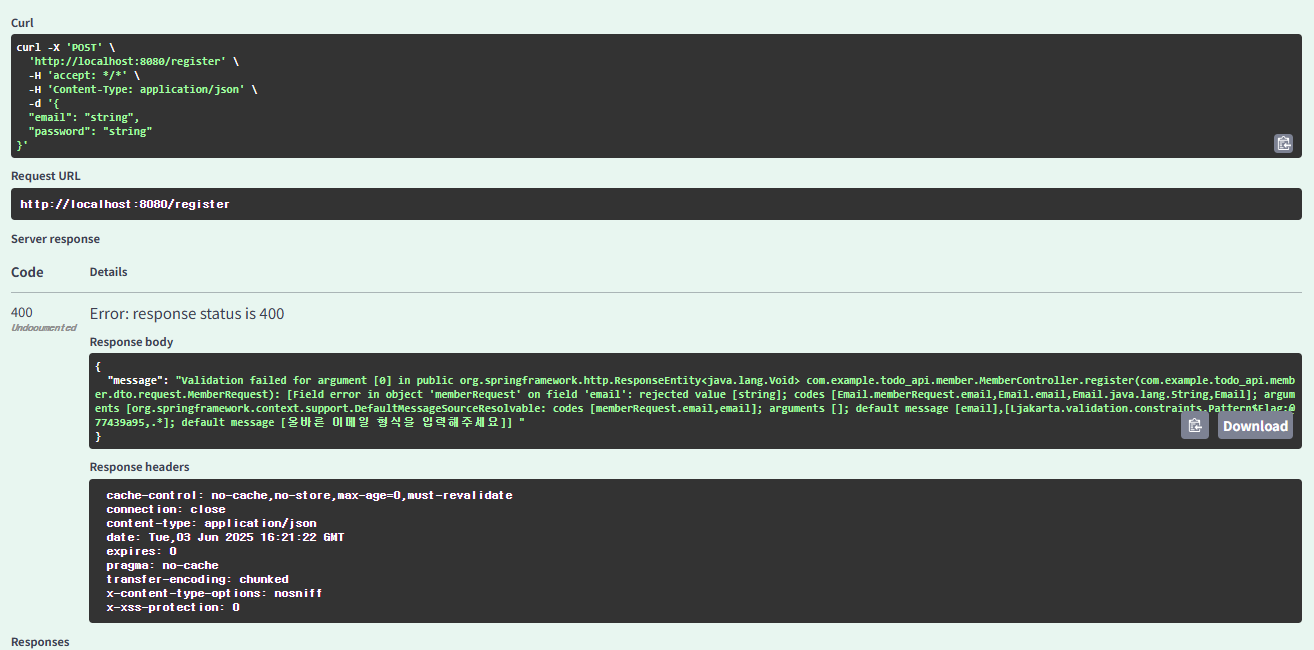 Curl
curl -X 'POST' \
'http://localhost:8080/register' \
-H 'accept: */*' \
-H 'Content-Type: application/json' \
-d '{
"email": "string",
"password": "string"
}'
Request URL
http://localhost:8080/register
Server response
Code Details
400 Error: response status is 400
Undocumented
Response body
{
"message": "Validation failed for argument [0] in public org.springframework.http.ResponseEntity<java.lang.Void> com.example.todo_api.member.MemberController.register(com.example.todo_api.memb
er.dto.request.MemberRequest): [Field error in object 'memberRequest' on field 'email': rejected value [string]; codes [Email.memberRequest.email,Email.email,Email.java.lang.String,Email]; argum
ents [org.springframework.context.support.DefaultMessageSourceResolvable: codes [memberRequest.email,email]; arguments []; default message [email],[Ljakarta.validation.constraints.Pattern$Flag;@
77439a95,.*]; default message [올바른 이메일 형식을 입력해주세요]] "
}
Download
Response headers
cache-control: no-cache,no-store,max-age=0,must-revalidate
connection: close
content-type: application/json
date: Tue,03 Jun 2025 16:21:22 GMT
expires: 0
pragma: no-cache
transfer-encoding: chunked
x-content-type-options: nosniff
x-xss-protection: 0
Responses